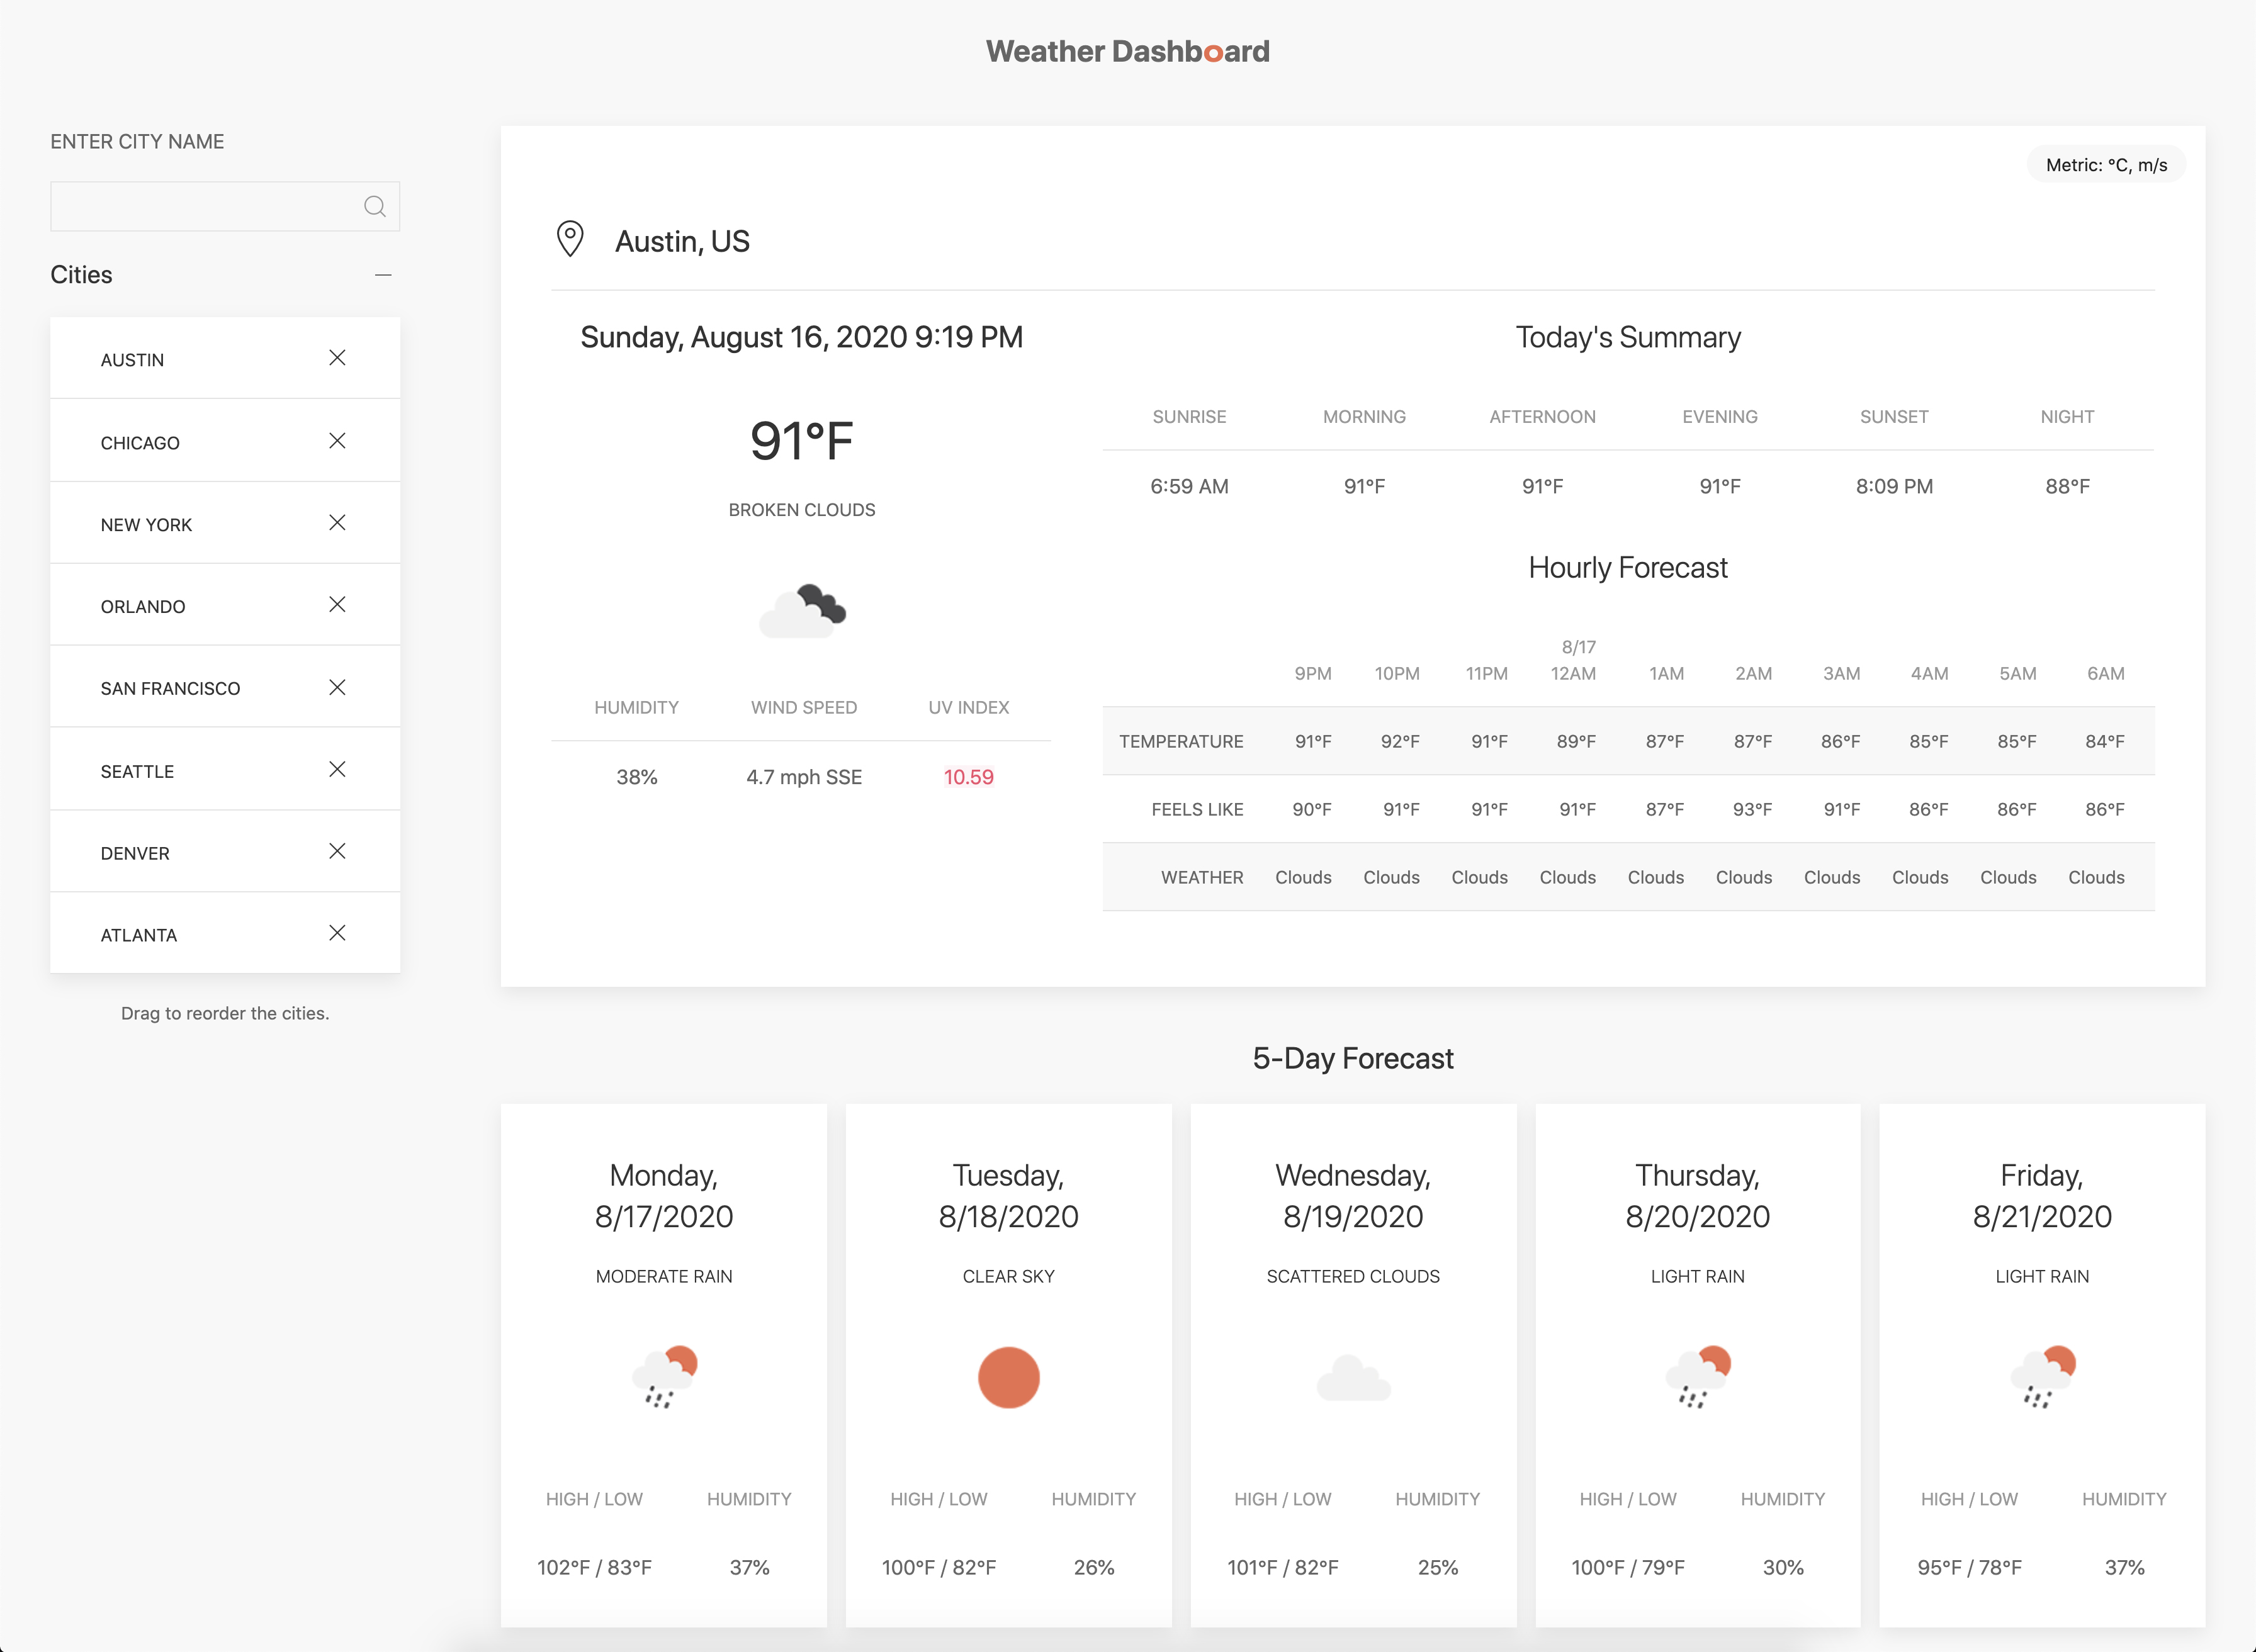 Weather Dashboard
ENTER CITY NAME
Cities
AUSTIN
CHICAGO
NEW YORK
ORLANDO
SAN FRANCISCO
SEATTLE
DENVER
ATLANTA
Drag to reorder the cities.
Metric: °C, m/s
Austin, US
Sunday, August 16, 2020 9:19 PM
91°F
BROKEN CLOUDS
HUMIDITY WIND SPEED UV INDEX
38% 4.7 mph SSE 10.59
Today's Summary
SUNRISE MORNING AFTERNOON EVENING SUNSET NIGHT
6:59 AM 91°F 91°F 91°F 8:09 PM 88°F
Hourly Forecast
8/17
9PM 10PM 11PM 12AM 1AM 2AM 3AM 4AM 5AM 6AM
TEMPERATURE 91°F 92°F 91°F 89°F 87°F 87°F 86°F 85°F 85°F 84°F
FEELS LIKE 90°F 91°F 91°F 91°F 87°F 93°F 91°F 86°F 86°F 86°F
WEATHER Clouds Clouds Clouds Clouds Clouds Clouds Clouds Clouds Clouds Clouds
5-Day Forecast
Monday,
8/17/2020
MODERATE RAIN
HIGH / LOW HUMIDITY
102°F / 83°F 37%
Tuesday,
8/18/2020
CLEAR SKY
HIGH / LOW HUMIDITY
100°F / 82°F 26%
Wednesday,
8/19/2020
SCATTERED CLOUDS
HIGH / LOW HUMIDITY
101°F / 82°F 25%
Thursday,
8/20/2020
LIGHT RAIN
HIGH / LOW HUMIDITY
100°F / 79°F 30%
Friday,
8/21/2020
LIGHT RAIN
HIGH / LOW HUMIDITY
95°F / 78°F 37%